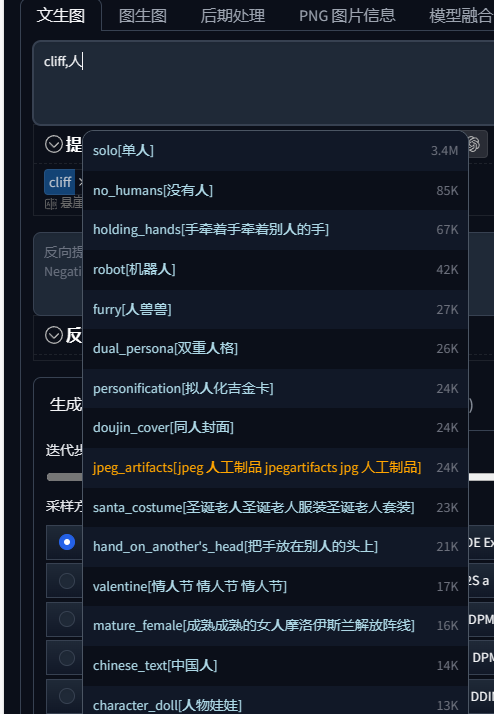 文生图 图生图 后期处理 PNG 图片信息 模型融合
cliff,人
提
solo[单人] 3.4M
cliff ×
no_humans[没有人] 85K
悬崖
holding_hands[手牵着手牵着别人的手] 67K
反向提
robot[机器人] 42K
Negati
furry[人兽兽] 27K
反
dual_persona[双重人格] 26K
personification[拟人化吉金卡] 24K
生成
doujin_cover[同人封面] 24K
迭代步
jpeg_artifacts[jpeg 人工制品 jpegartifacts jpg 人工制品] 24K
采样方
santa_costume[圣诞老人圣诞老人服装圣诞老人套装] 23K
hand_on_another's_head[把手放在别人的头上] 21K
DE Ex
valentine[情人节 情人节 情人节] 17K
2S a
mature_female[成熟成熟的女人摩洛伊斯兰解放阵线] 16K
DPM
chinese_text[中国人] 14K
DPM
character_doll[人物娃娃] 13K
DDIM